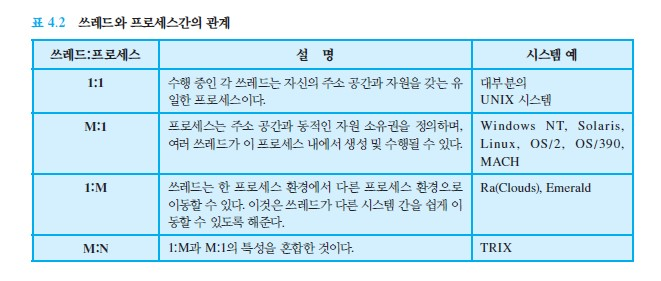 표 4.2 쓰레드와 프로세스간의 관계
쓰레드:프로세스 설 명 시스템 예
1:1 수행 중인 각 쓰레드는 자신의 주소 공간과 자원을 갖는 유 대부분의
일한 프로세스이다. UNIX 시스템
M:1 프로세스는 주소 공간과 동적인 자원 소유권을 정의하며, Windows NT, Solaris,
여러 쓰레드가 이 프로세스 내에서 생성 및 수행될 수 있다. Linux, OS/2, OS/390,
MACH
1:M 쓰레드는 한 프로세스 환경에서 다른 프로세스 환경으로 Ra(Clouds), Emerald
이동할 수 있다. 이것은 쓰레드가 다른 시스템 간을 쉽게 이
동할 수 있도록 해준다.
M:N 1:M과 M:1의 특성을 혼합한 것이다. TRIX